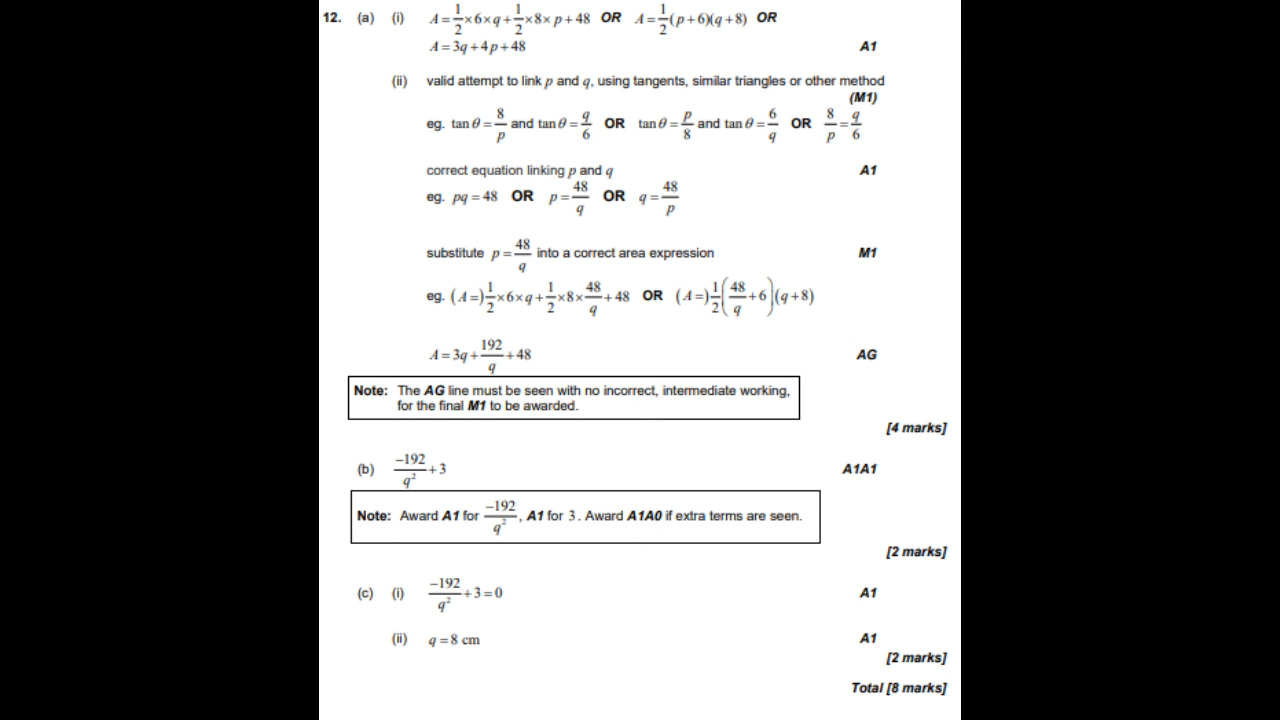 12. (a) (i) A = 1/2 × 6 × q + 1/2 × 8 × p + 48 OR A = 1/2 (p + 6)(q + 8) OR
A = 3q + 4p + 48 A1
(ii) valid attempt to link p and q, using tangents, similar triangles or other method
(M1)
eg. tan θ = 8/p and tan θ = q/6 OR tan θ = p/8 and tan θ = 6/q OR 8/p = q/6
correct equation linking p and q A1
eg. pq = 48 OR p = 48/q OR q = 48/p
substitute p = 48/q into a correct area expression M1
eg. (A =) 1/2 × 6 × q + 1/2 × 8 × 48/q + 48 OR (A =) 1/2 (48/q + 6)(q + 8)
A = 3q + 192/q + 48 AG
Note: The AG line must be seen with no incorrect, intermediate working,
for the final M1 to be awarded.
[4 marks]
(b) −192/q² + 3 A1A1
Note: Award A1 for −192/q², A1 for 3. Award A1A0 if extra terms are seen.
[2 marks]
(c) (i) −192/q² + 3 = 0 A1
(ii) q = 8 cm A1
[2 marks]
Total [8 marks]